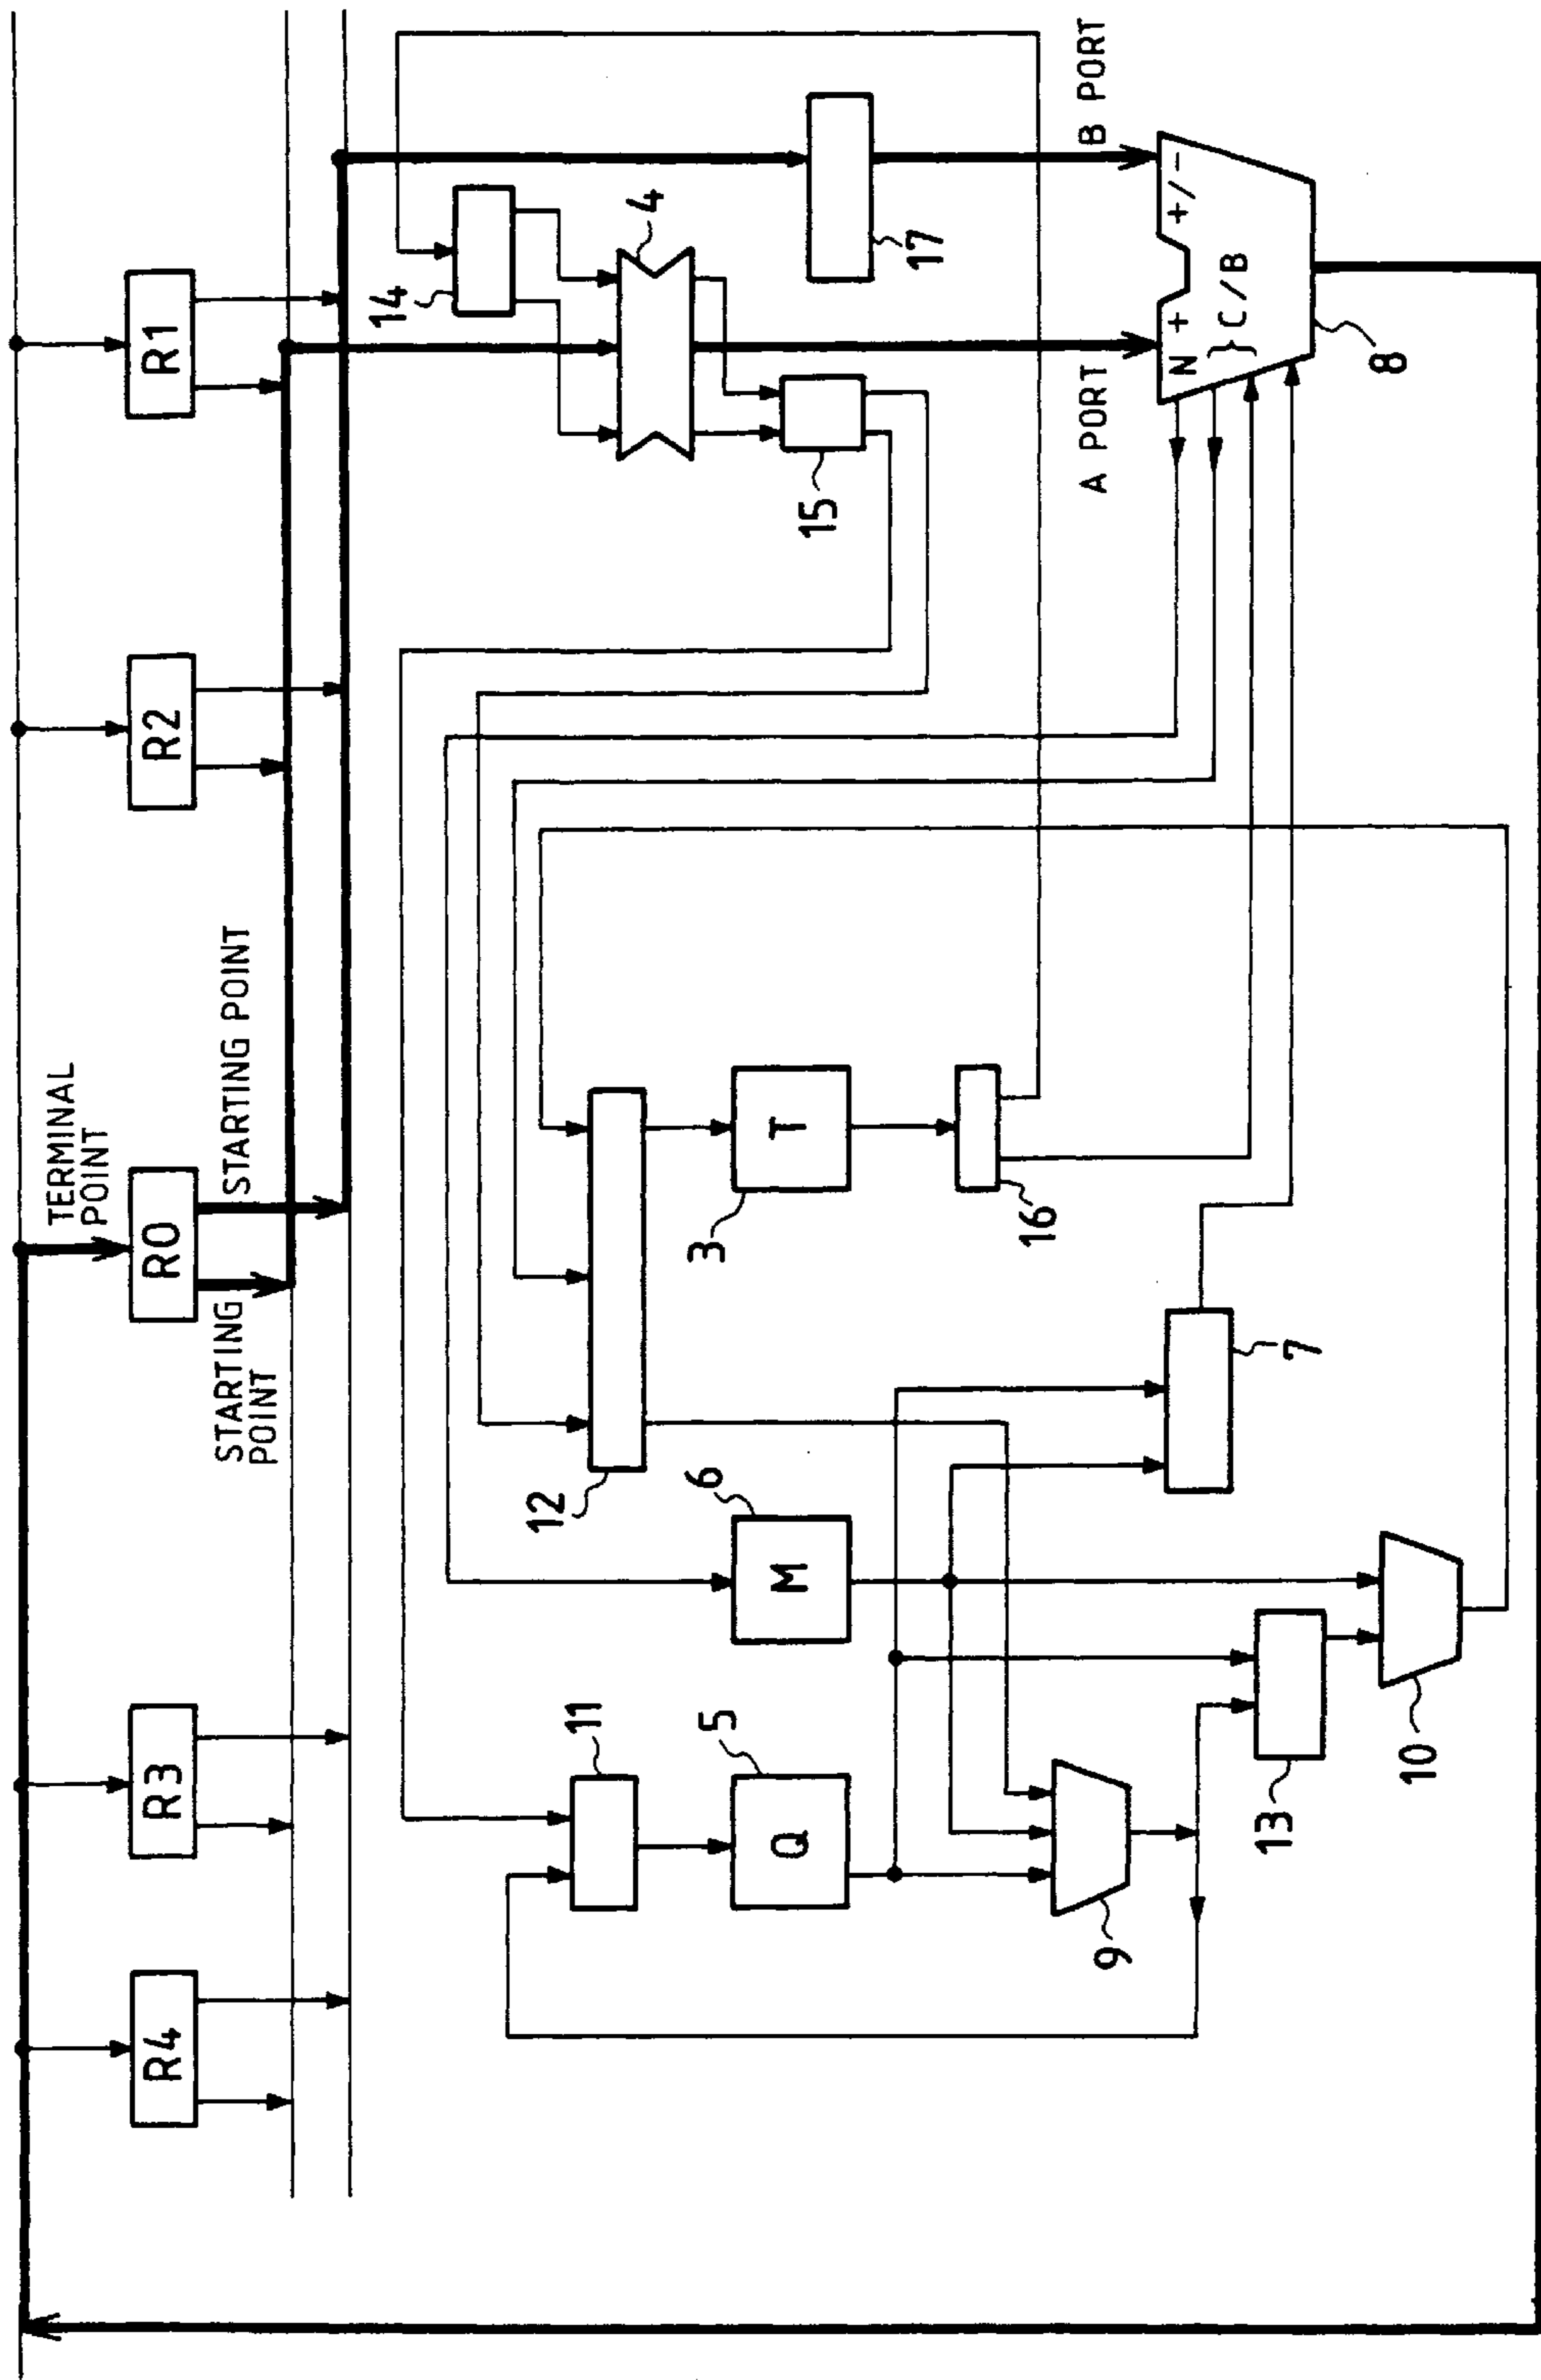 R4
R3
R0
R2
R1
TERMINAL
POINT
STARTING
POINT
STARTING POINT
14
4
15
17
A PORT
B PORT
N + +/-
} C/B
8
12
11
6
5
3
Q
M
T
16
7
9
13
10